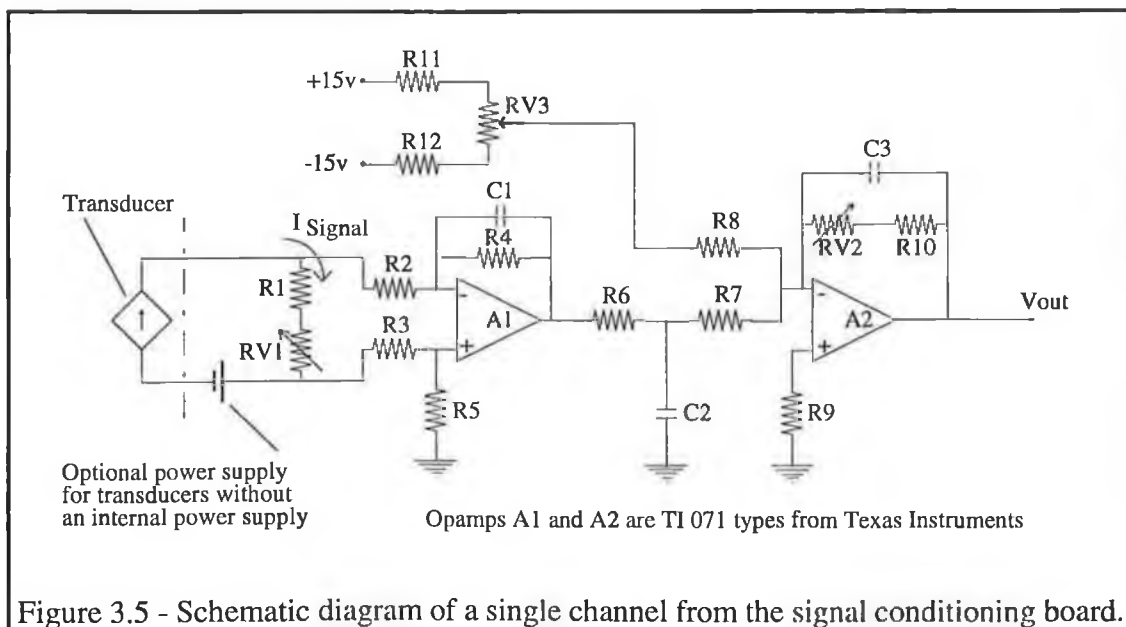 R11
+15v
RV3
R12
-15v
C3
Transducer
C1
I Signal
R8
R4
RV2
R10
R2
R1
Vout
A1
R6
R7
A2
R3
RV1
R5
C2
R9
Optional power supply
for transducers without
an internal power supply
Opamps A1 and A2 are TI 071 types from Texas Instruments
Figure 3.5 - Schematic diagram of a single channel from the signal conditioning board.